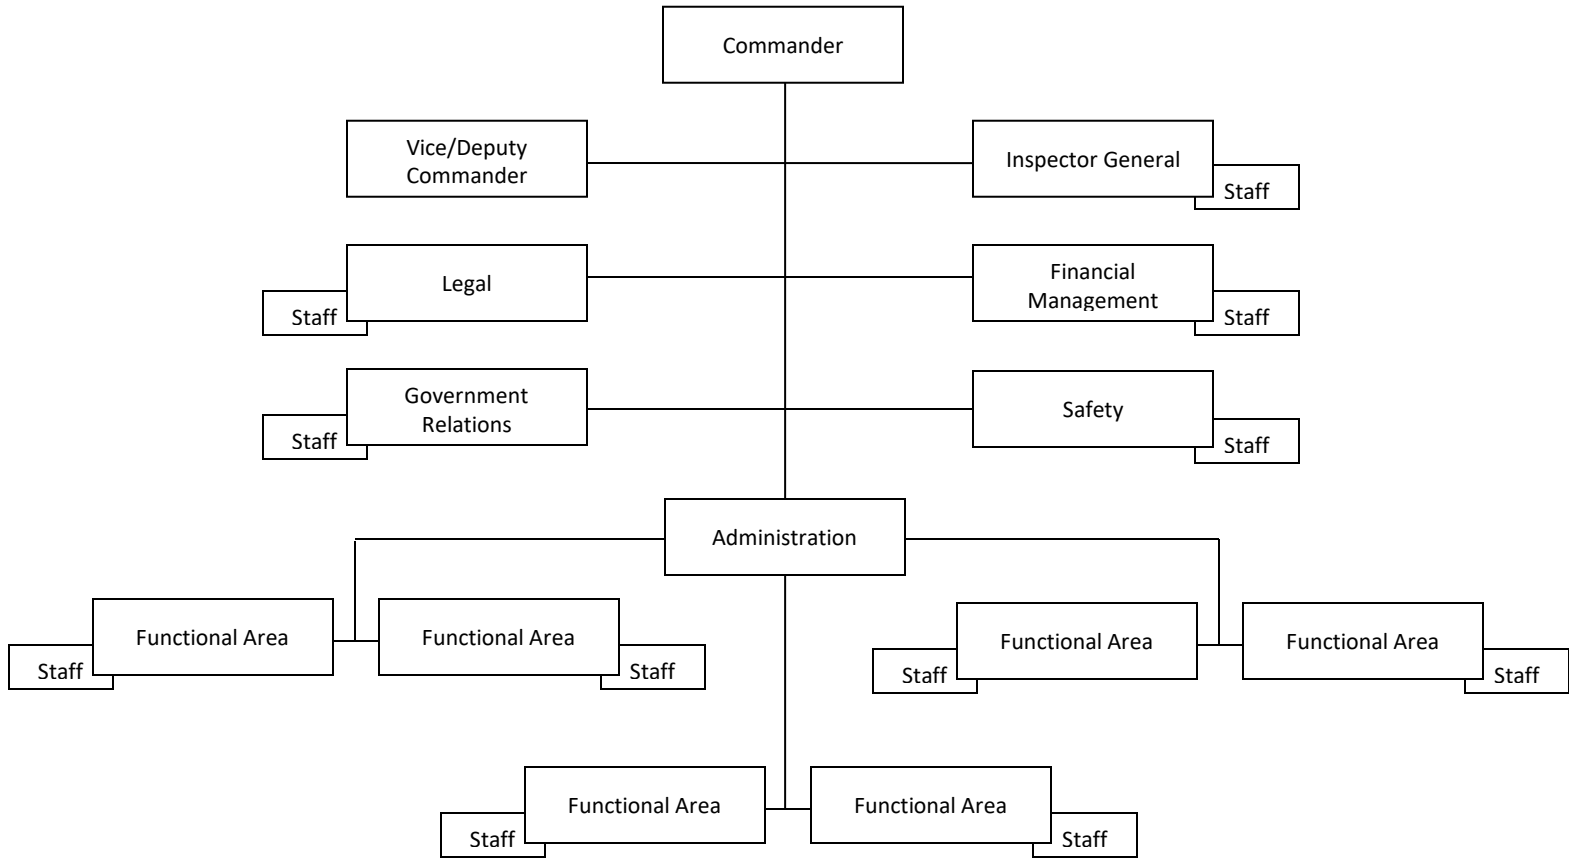 Commander
Vice/Deputy
Commander
Inspector General
Staff
Legal
Staff
Financial
Management
Staff
Government
Relations
Staff
Safety
Staff
Administration
Functional Area
Staff
Functional Area
Staff
Functional Area
Staff
Functional Area
Staff
Functional Area
Staff
Functional Area
Staff